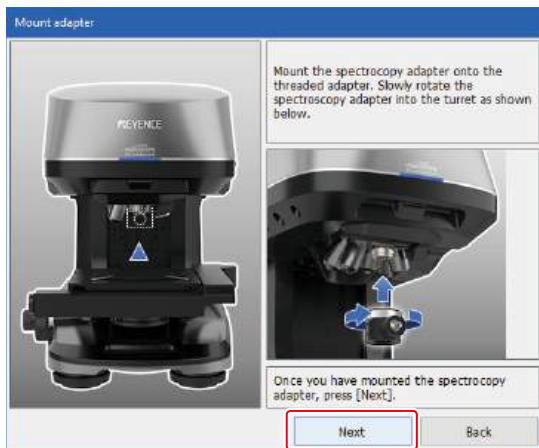 Mount adapter
KEYENCE
Mount the spectrocopy adapter onto the
threaded adapter. Slowly rotate the
spectroscopy adapter into the turret as shown
below.
Once you have mounted the spectrocopy
adapter, press [Next].
Next
Back